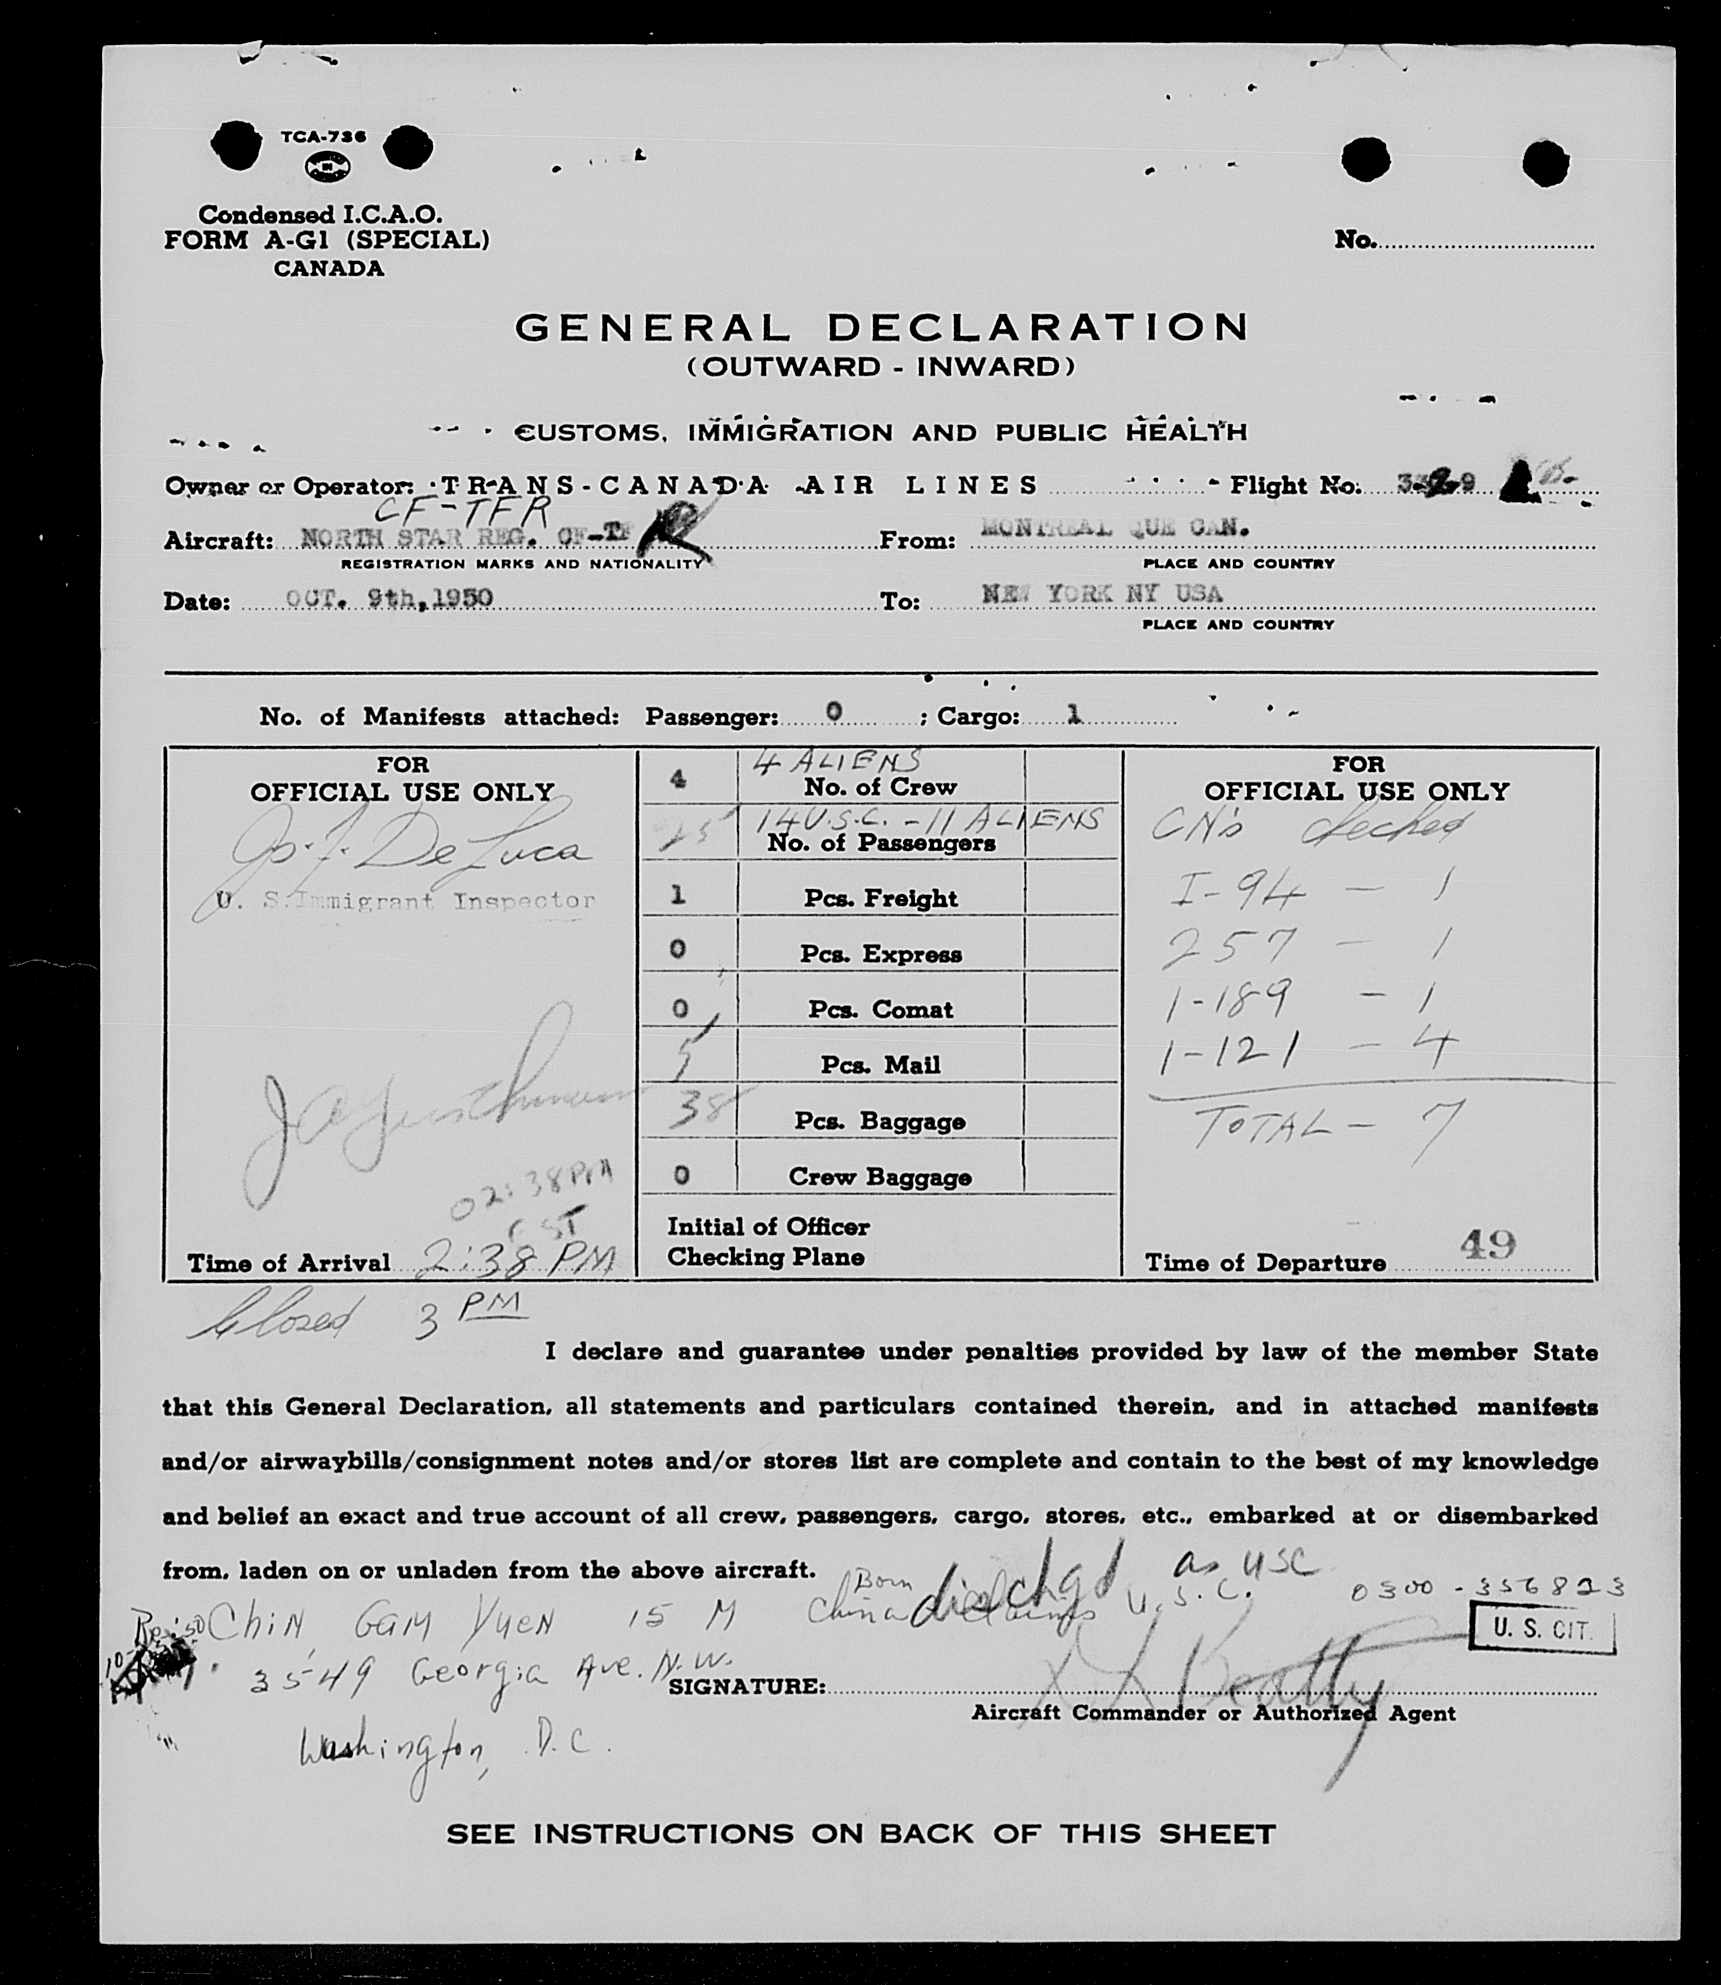 TCA-736
Condensed I.C.A.O.
FORM A-G1 (SPECIAL)
CANADA
No.
GENERAL DECLARATION
(OUTWARD - INWARD)
CUSTOMS, IMMIGRATION AND PUBLIC HEALTH
Owner or Operator: TRANS-CANADA AIR LINES Flight No:
CF-TFR
Aircraft: NORTH STAR REG. CF-TF R From: MONTREAL QUE CAN.
REGISTRATION MARKS AND NATIONALITY PLACE AND COUNTRY
Date: OCT. 9th, 1950 To: NEW YORK NY USA
PLACE AND COUNTRY
No. of Manifests attached: Passenger: 0 ; Cargo: 1
FOR
OFFICIAL USE ONLY
De Luca
U. S. Immigrant Inspector
02:38 PM
EST
Time of Arrival 2:38 PM
4 4 ALIENS
No. of Crew
25 14 U.S.C. - 11 ALIENS
No. of Passengers
1 Pcs. Freight
0 Pcs. Express
0 Pcs. Comat
5 Pcs. Mail
38 Pcs. Baggage
0 Crew Baggage
Initial of Officer
Checking Plane
FOR
OFFICIAL USE ONLY
CN's checked
I-94 - 1
257 - 1
1-189 - 1
1-121 - 4
TOTAL - 7
49
Time of Departure
Closed 3 PM
I declare and guarantee under penalties provided by law of the member State
that this General Declaration, all statements and particulars contained therein, and in attached manifests
and/or airwaybills/consignment notes and/or stores list are complete and contain to the best of my knowledge
and belief an exact and true account of all crew, passengers, cargo, stores, etc., embarked at or disembarked
from, laden on or unladen from the above aircraft.
dischgd as USC
Chin, Gam Yuen 15 M Born China claims U.S.C. 0300-356823
U. S. CIT.
3549 Georgia Ave. N.W.
Washington, D.C.
SIGNATURE: Beatty
Aircraft Commander or Authorized Agent
SEE INSTRUCTIONS ON BACK OF THIS SHEET